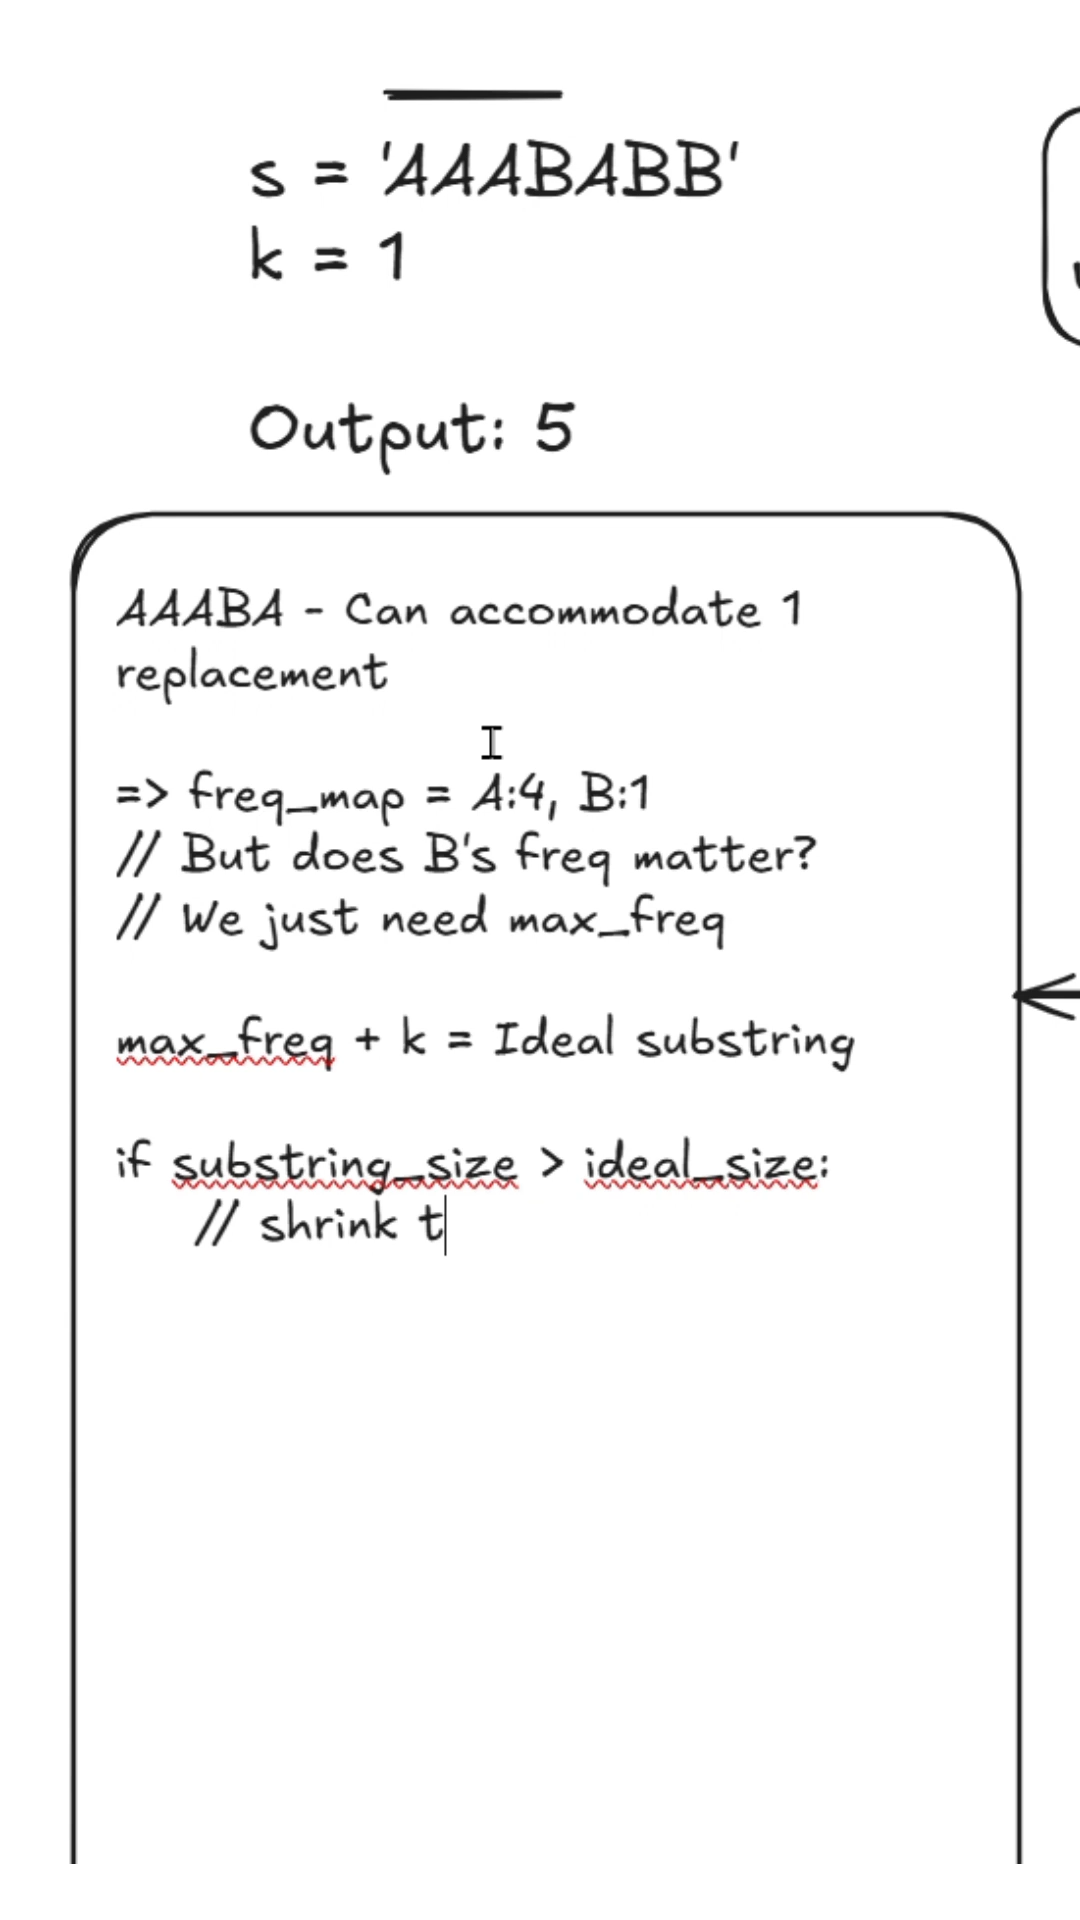 s = 'AAABABB'
k = 1
Output: 5
AAABA - Can accommodate 1
replacement
=> freq_map = A:4, B:1
// But does B's freq matter?
// We just need max_freq
max_freq + k = Ideal substring
if substring_size > ideal_size:
// shrink t